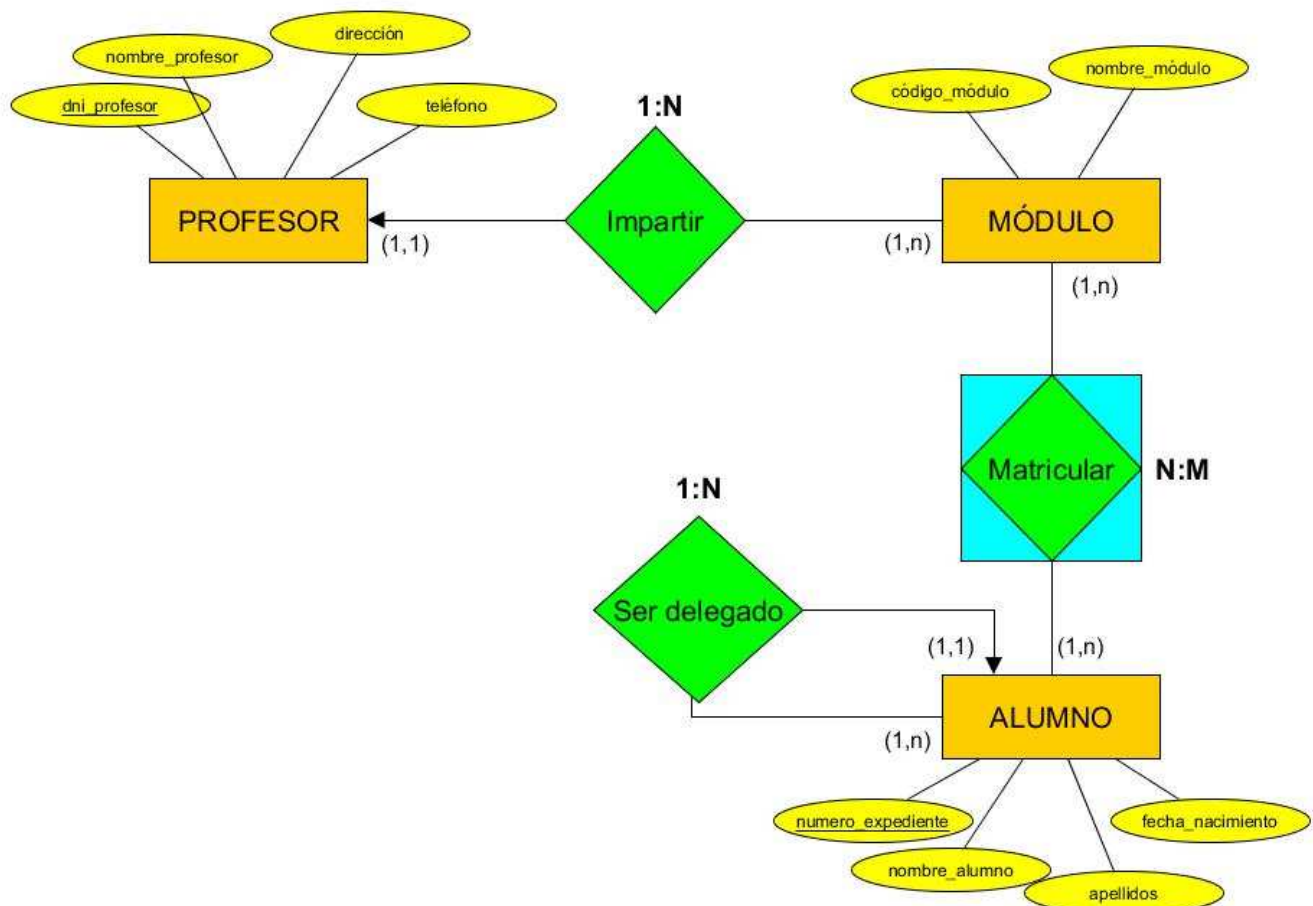 dirección
nombre_profesor
dni_profesor
teléfono
PROFESOR
(1,1)
1:N
Impartir
(1,n)
código_módulo
nombre_módulo
MÓDULO
(1,n)
Matricular
N:M
1:N
Ser delegado
(1,1)
(1,n)
(1,n)
ALUMNO
numero_expediente
fecha_nacimiento
nombre_alumno
apellidos